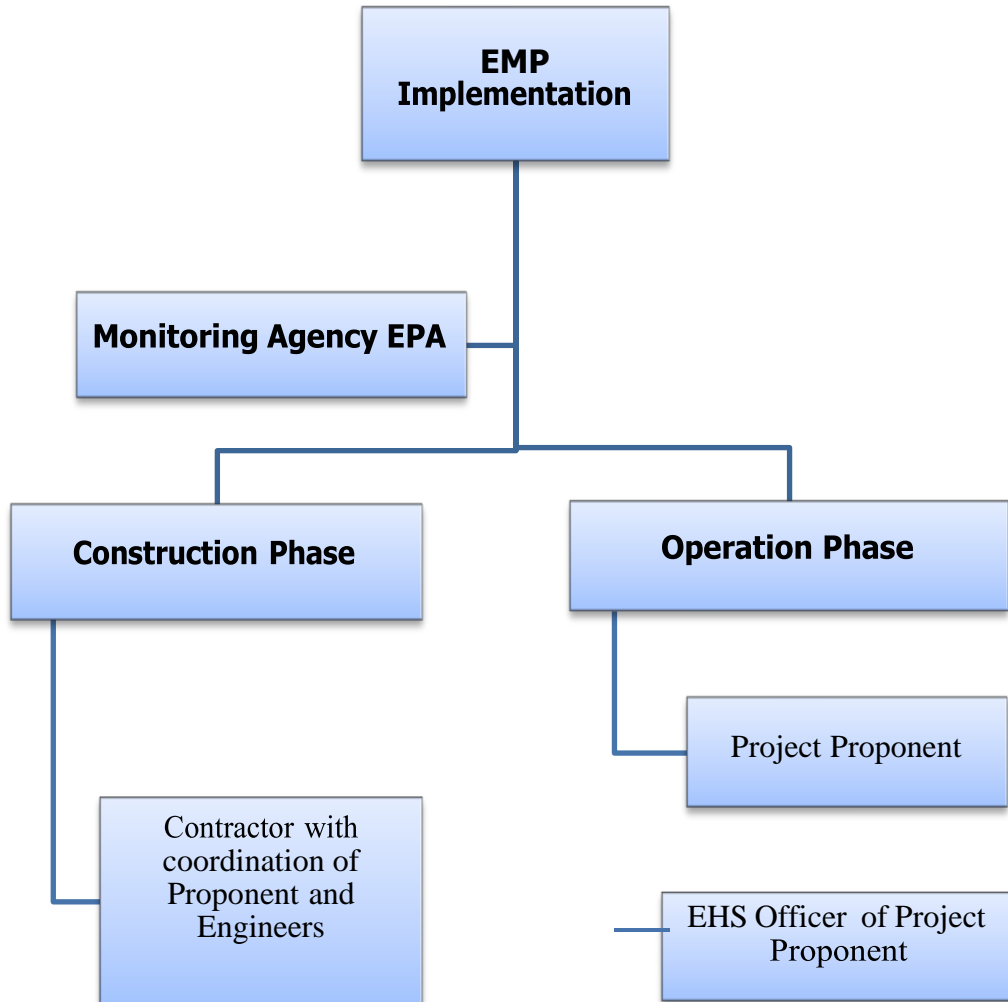 EMP
Implementation
Monitoring Agency EPA
Construction Phase
Operation Phase
Project Proponent
Contractor with
coordination of
Proponent and
Engineers
EHS Officer of Project
Proponent